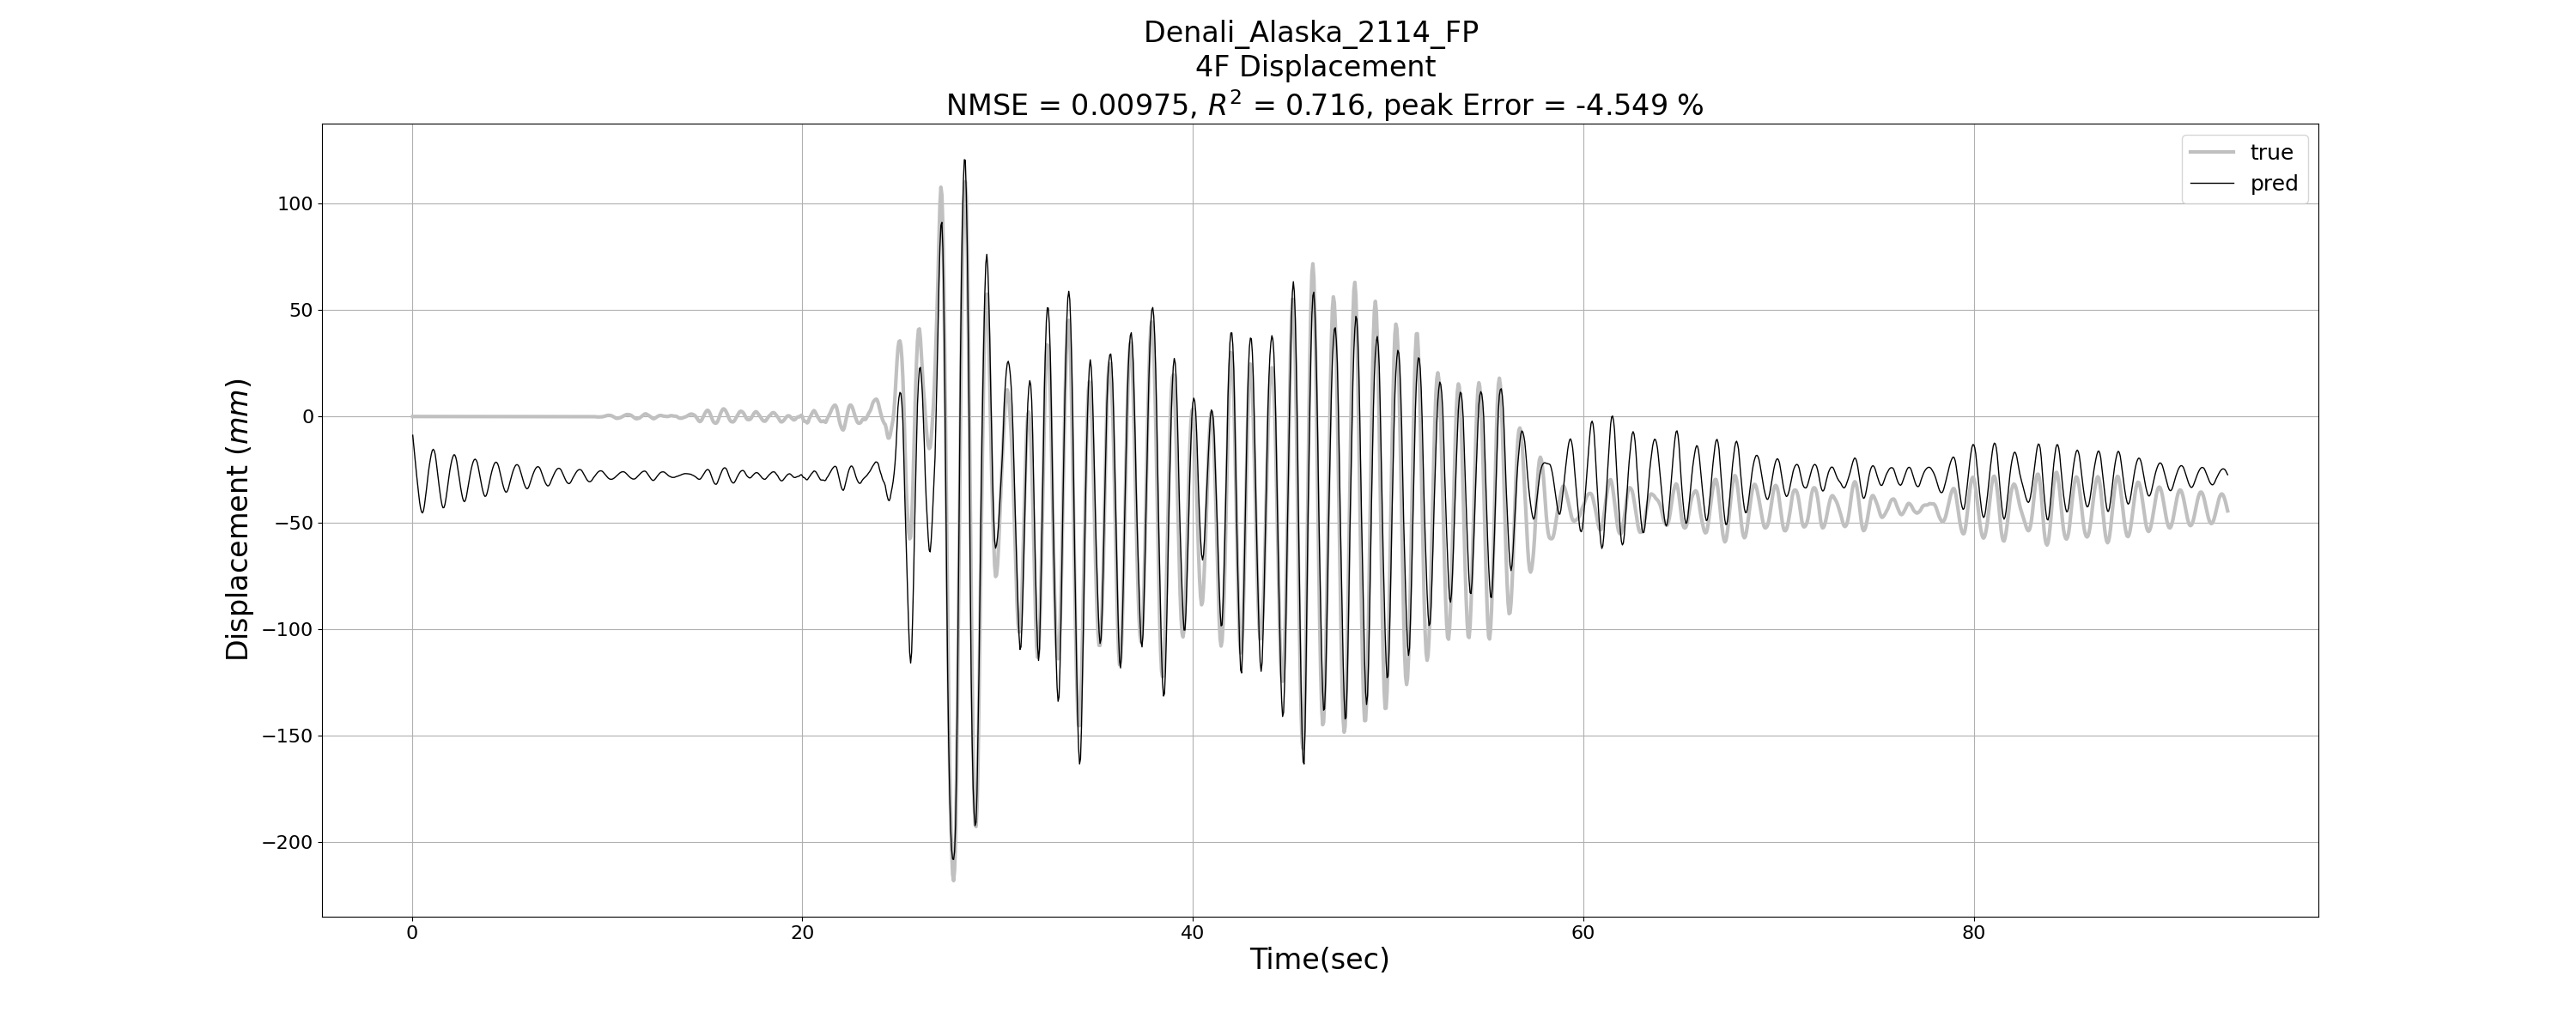 Denali_Alaska_2114_FP
4F Displacement
NMSE = 0.00975, R² = 0.716, peak Error = -4.549 %
true
pred
100
50
0
−50
−100
−150
−200
Displacement (mm)
0
20
40
60
80
Time(sec)